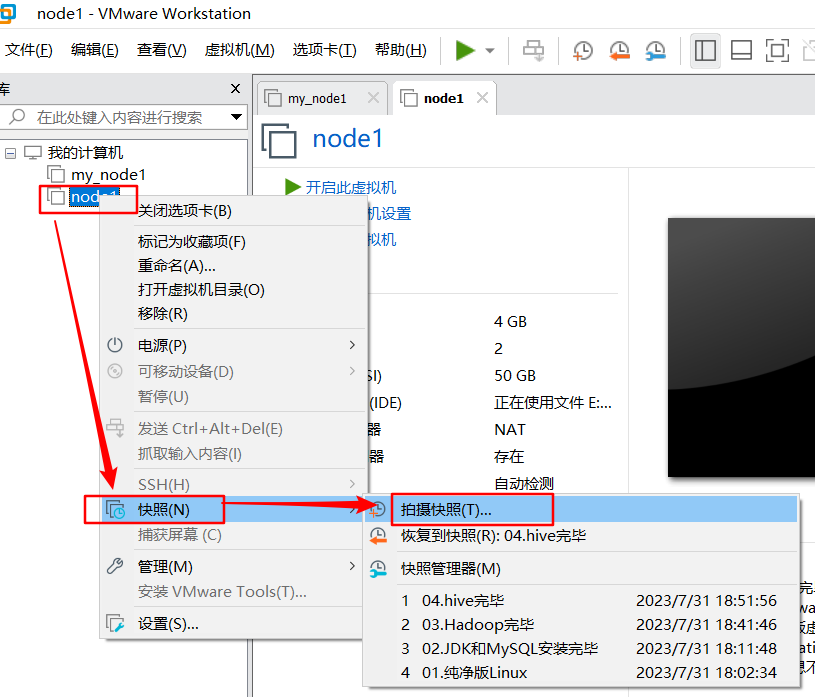 node1 - VMware Workstation
文件(F) 编辑(E) 查看(V) 虚拟机(M) 选项卡(T) 帮助(H)
库
在此处键入内容进行搜索
my_node1
node1
我的计算机
my_node1
node1
node1
开启此虚拟机
机设置
拟机
关闭选项卡(B)
标记为收藏项(F)
重命名(A)...
打开虚拟机目录(O)
移除(R)
电源(P)
可移动设备(D)
暂停(U)
发送 Ctrl+Alt+Del(E)
抓取输入内容(I)
SSH(H)
快照(N)
捕获屏幕 (C)
管理(M)
安装 VMware Tools(T)...
设置(S)...
4 GB
2
SI) 50 GB
(IDE) 正在使用文件 E:...
器 NAT
器 存在
自动检测
拍摄快照(T)...
恢复到快照(R): 04.hive完毕
快照管理器(M)
1 04.hive完毕 2023/7/31 18:51:56
2 03.Hadoop完毕 2023/7/31 18:41:46
3 02.JDK和MySQL安装完毕 2023/7/31 18:11:48
4 01.纯净版Linux 2023/7/31 18:02:34